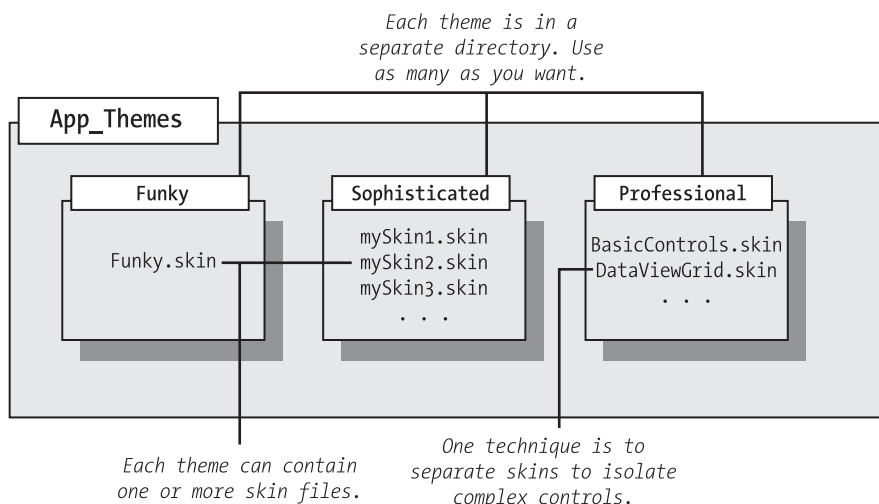 Each theme is in a
separate directory. Use
as many as you want.
App_Themes
Funky
Funky.skin
Sophisticated
mySkin1.skin
mySkin2.skin
mySkin3.skin
. . .
Professional
BasicControls.skin
DataViewGrid.skin
. . .
Each theme can contain
one or more skin files.
One technique is to
separate skins to isolate
complex controls.